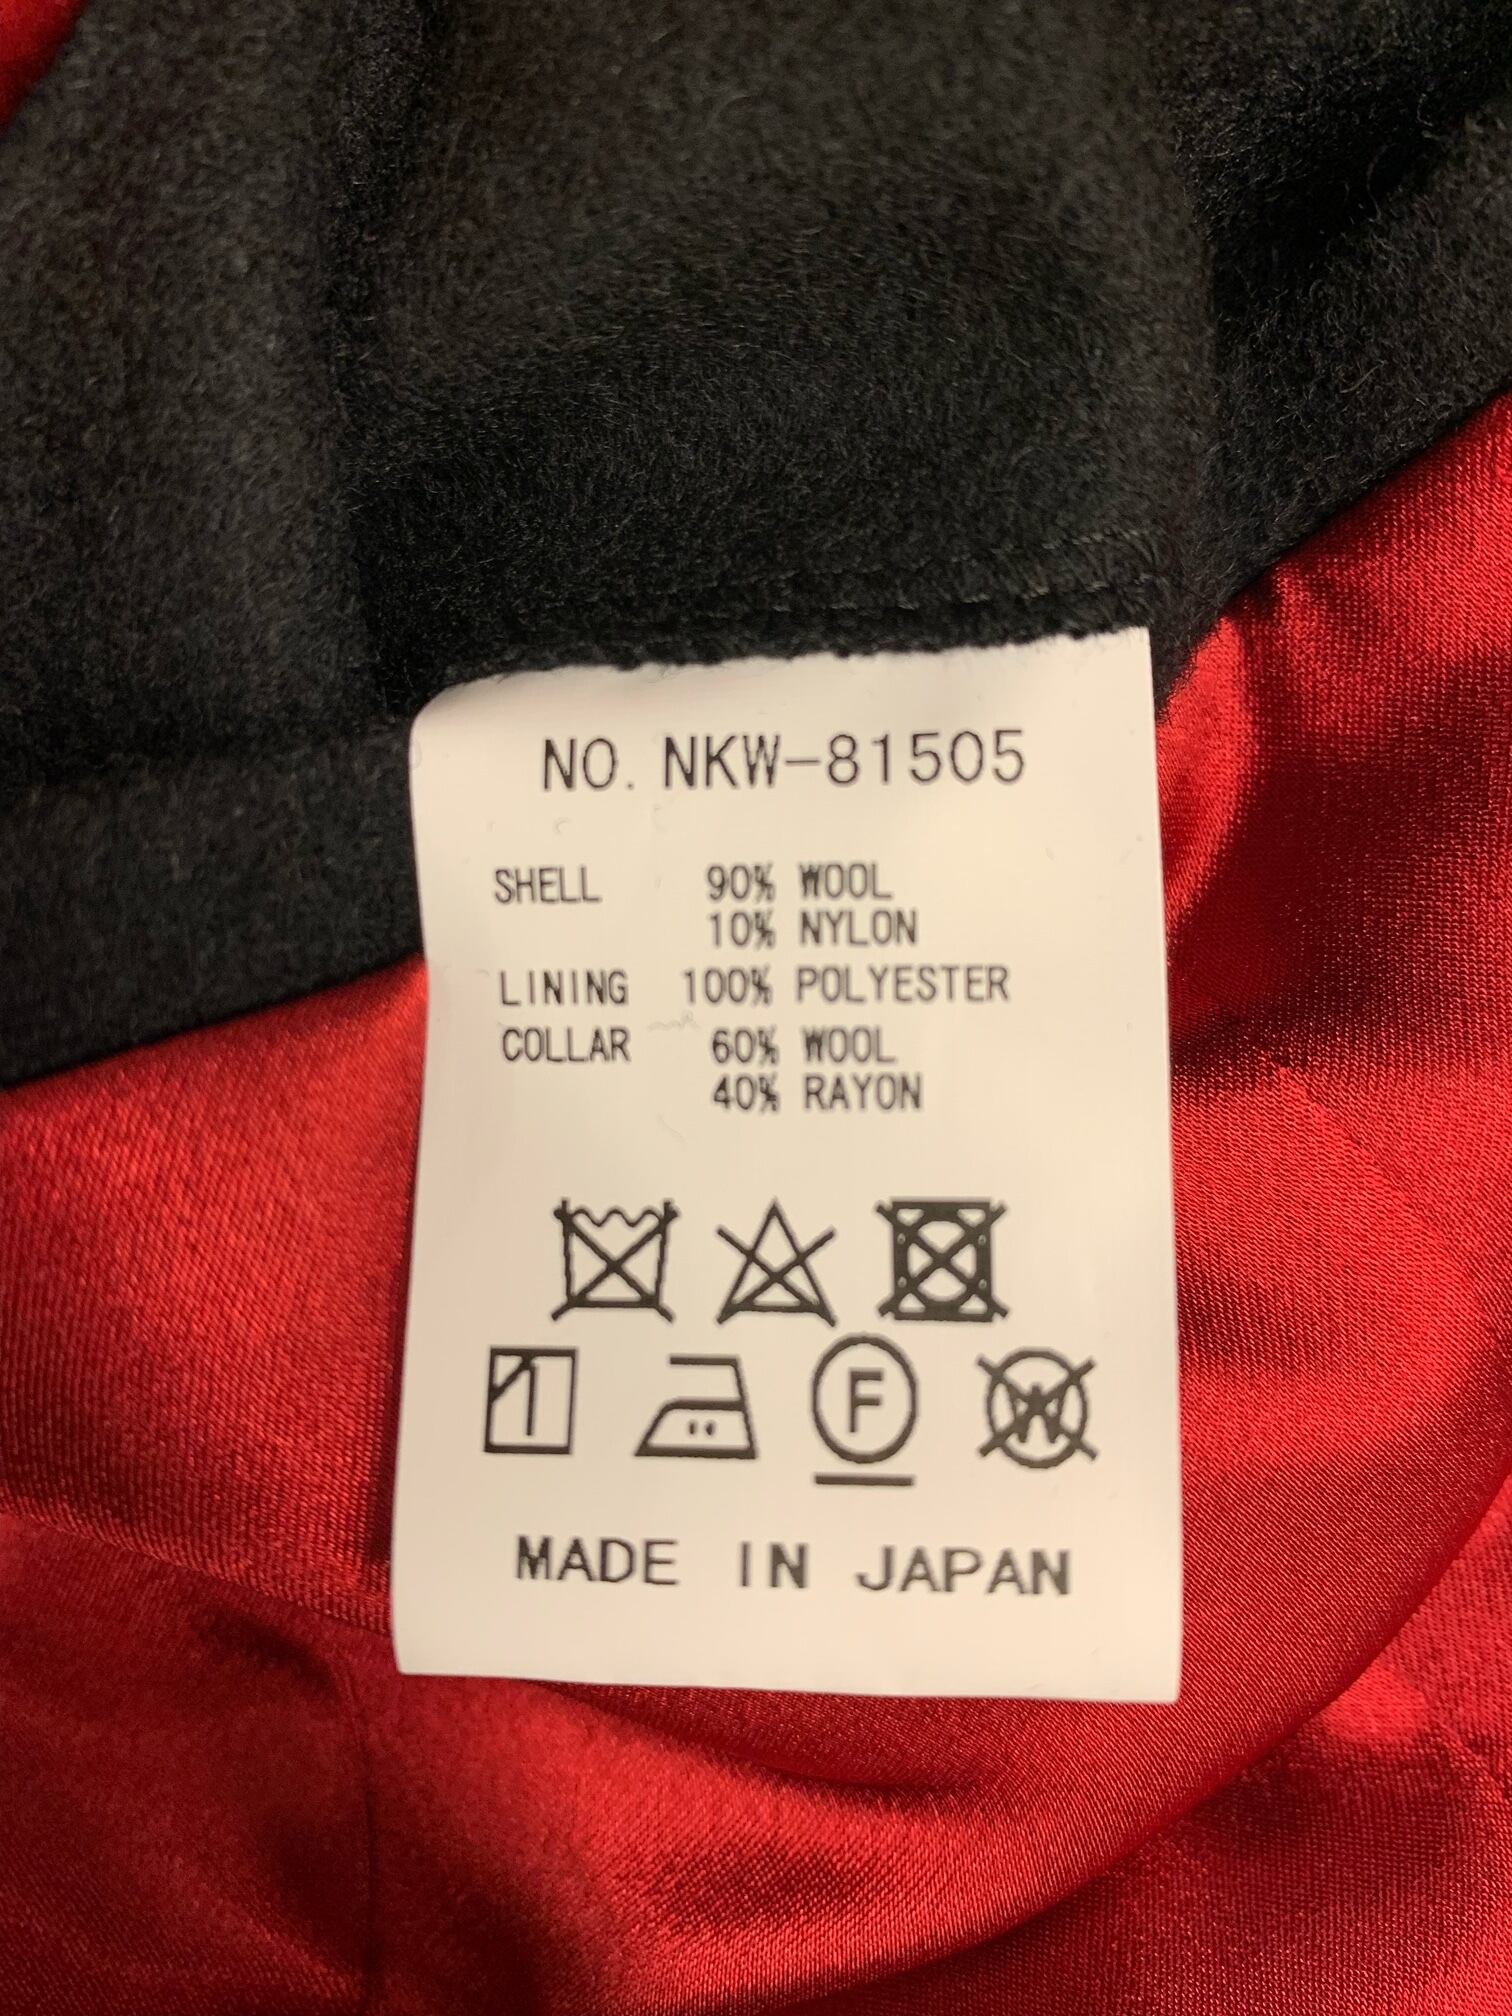 NO. NKW-81505
SHELL 90% WOOL
10% NYLON
LINING 100% POLYESTER
COLLAR 60% WOOL
40% RAYON
F W
MADE IN JAPAN